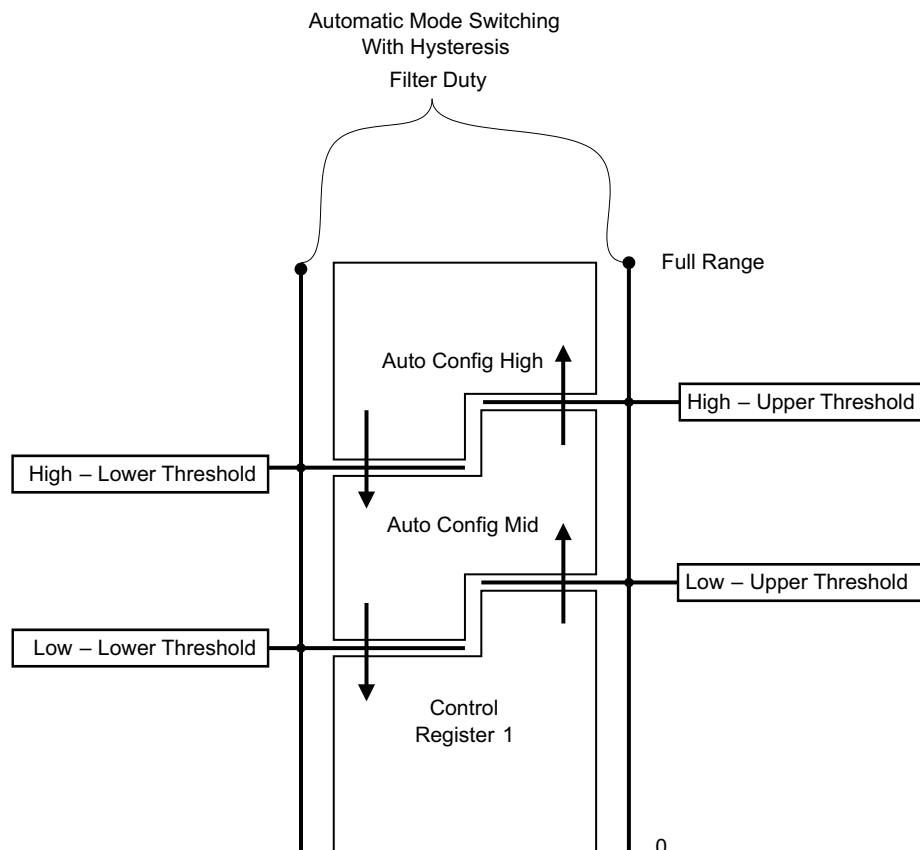 Automatic Mode Switching
With Hysteresis
Filter Duty
Full Range
Auto Config High
High – Upper Threshold
High – Lower Threshold
Auto Config Mid
Low – Upper Threshold
Low – Lower Threshold
Control
Register 1
0